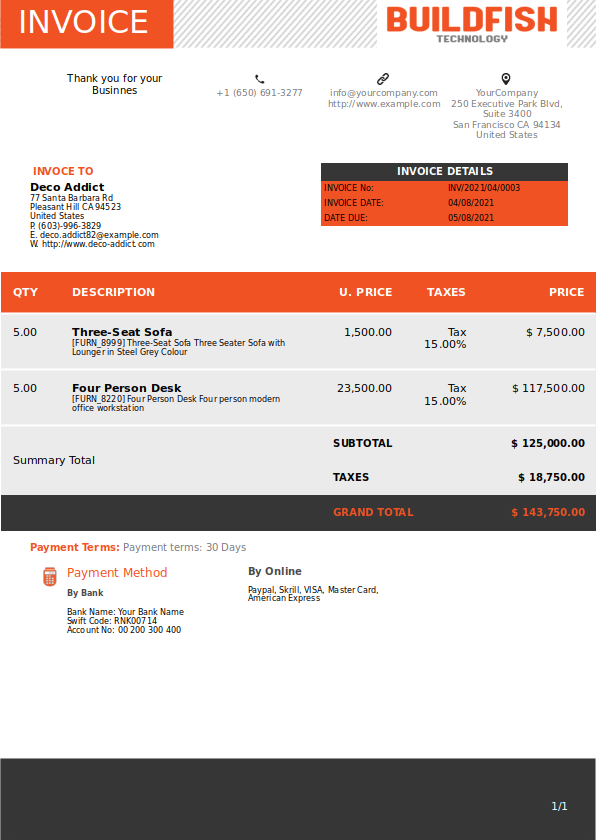 INVOICE
BUILDFISH
TECHNOLOGY
Thank you for your
Businnes
+1 (650) 691-3277
info@yourcompany.com
http://www.example.com
YourCompany
250 Executive Park Blvd,
Suite 3400
San Francisco CA 94134
United States
INVOCE TO
Deco Addict
77 Santa Barbara Rd
Pleasant Hill CA 94523
United States
P. (603)-996-3829
E. deco.addict82@example.com
W. http://www.deco-addict.com
INVOICE DETAILS
INVOICE No: INV/2021/04/0003
INVOICE DATE: 04/08/2021
DATE DUE: 05/08/2021
QTY DESCRIPTION U. PRICE TAXES PRICE
5.00 Three-Seat Sofa 1,500.00 Tax $ 7,500.00
[FURN_8999] Three-Seat Sofa Three Seater Sofa with 15.00%
Lounger in Steel Grey Colour
5.00 Four Person Desk 23,500.00 Tax $ 117,500.00
[FURN_8220] Four Person Desk Four person modern 15.00%
office workstation
SUBTOTAL $ 125,000.00
Summary Total
TAXES $ 18,750.00
GRAND TOTAL $ 143,750.00
Payment Terms: Payment terms: 30 Days
Payment Method
By Bank
Bank Name: Your Bank Name
Swift Code: RNK00714
Account No: 00 200 300 400
By Online
Paypal, Skrill, VISA, Master Card,
American Express
1/1